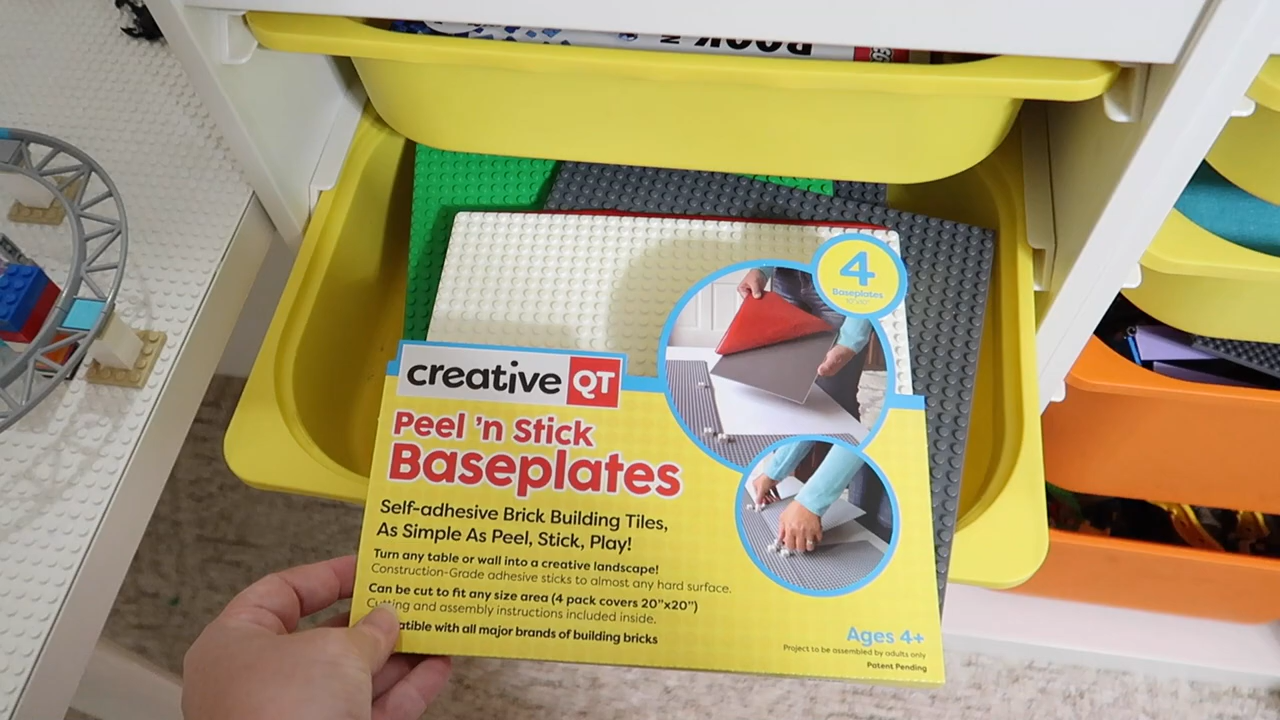 BOOK
4
Baseplates
10"x10"
creative QT
Peel 'n Stick
Baseplates
Self-adhesive Brick Building Tiles,
As Simple As Peel, Stick, Play!
Turn any table or wall into a creative landscape!
Construction-Grade adhesive sticks to almost any hard surface.
Can be cut to fit any size area (4 pack covers 20"x20")
Cutting and assembly instructions included inside.
atible with all major brands of building bricks
Ages 4+
Project to be assembled by adults only
Patent Pending